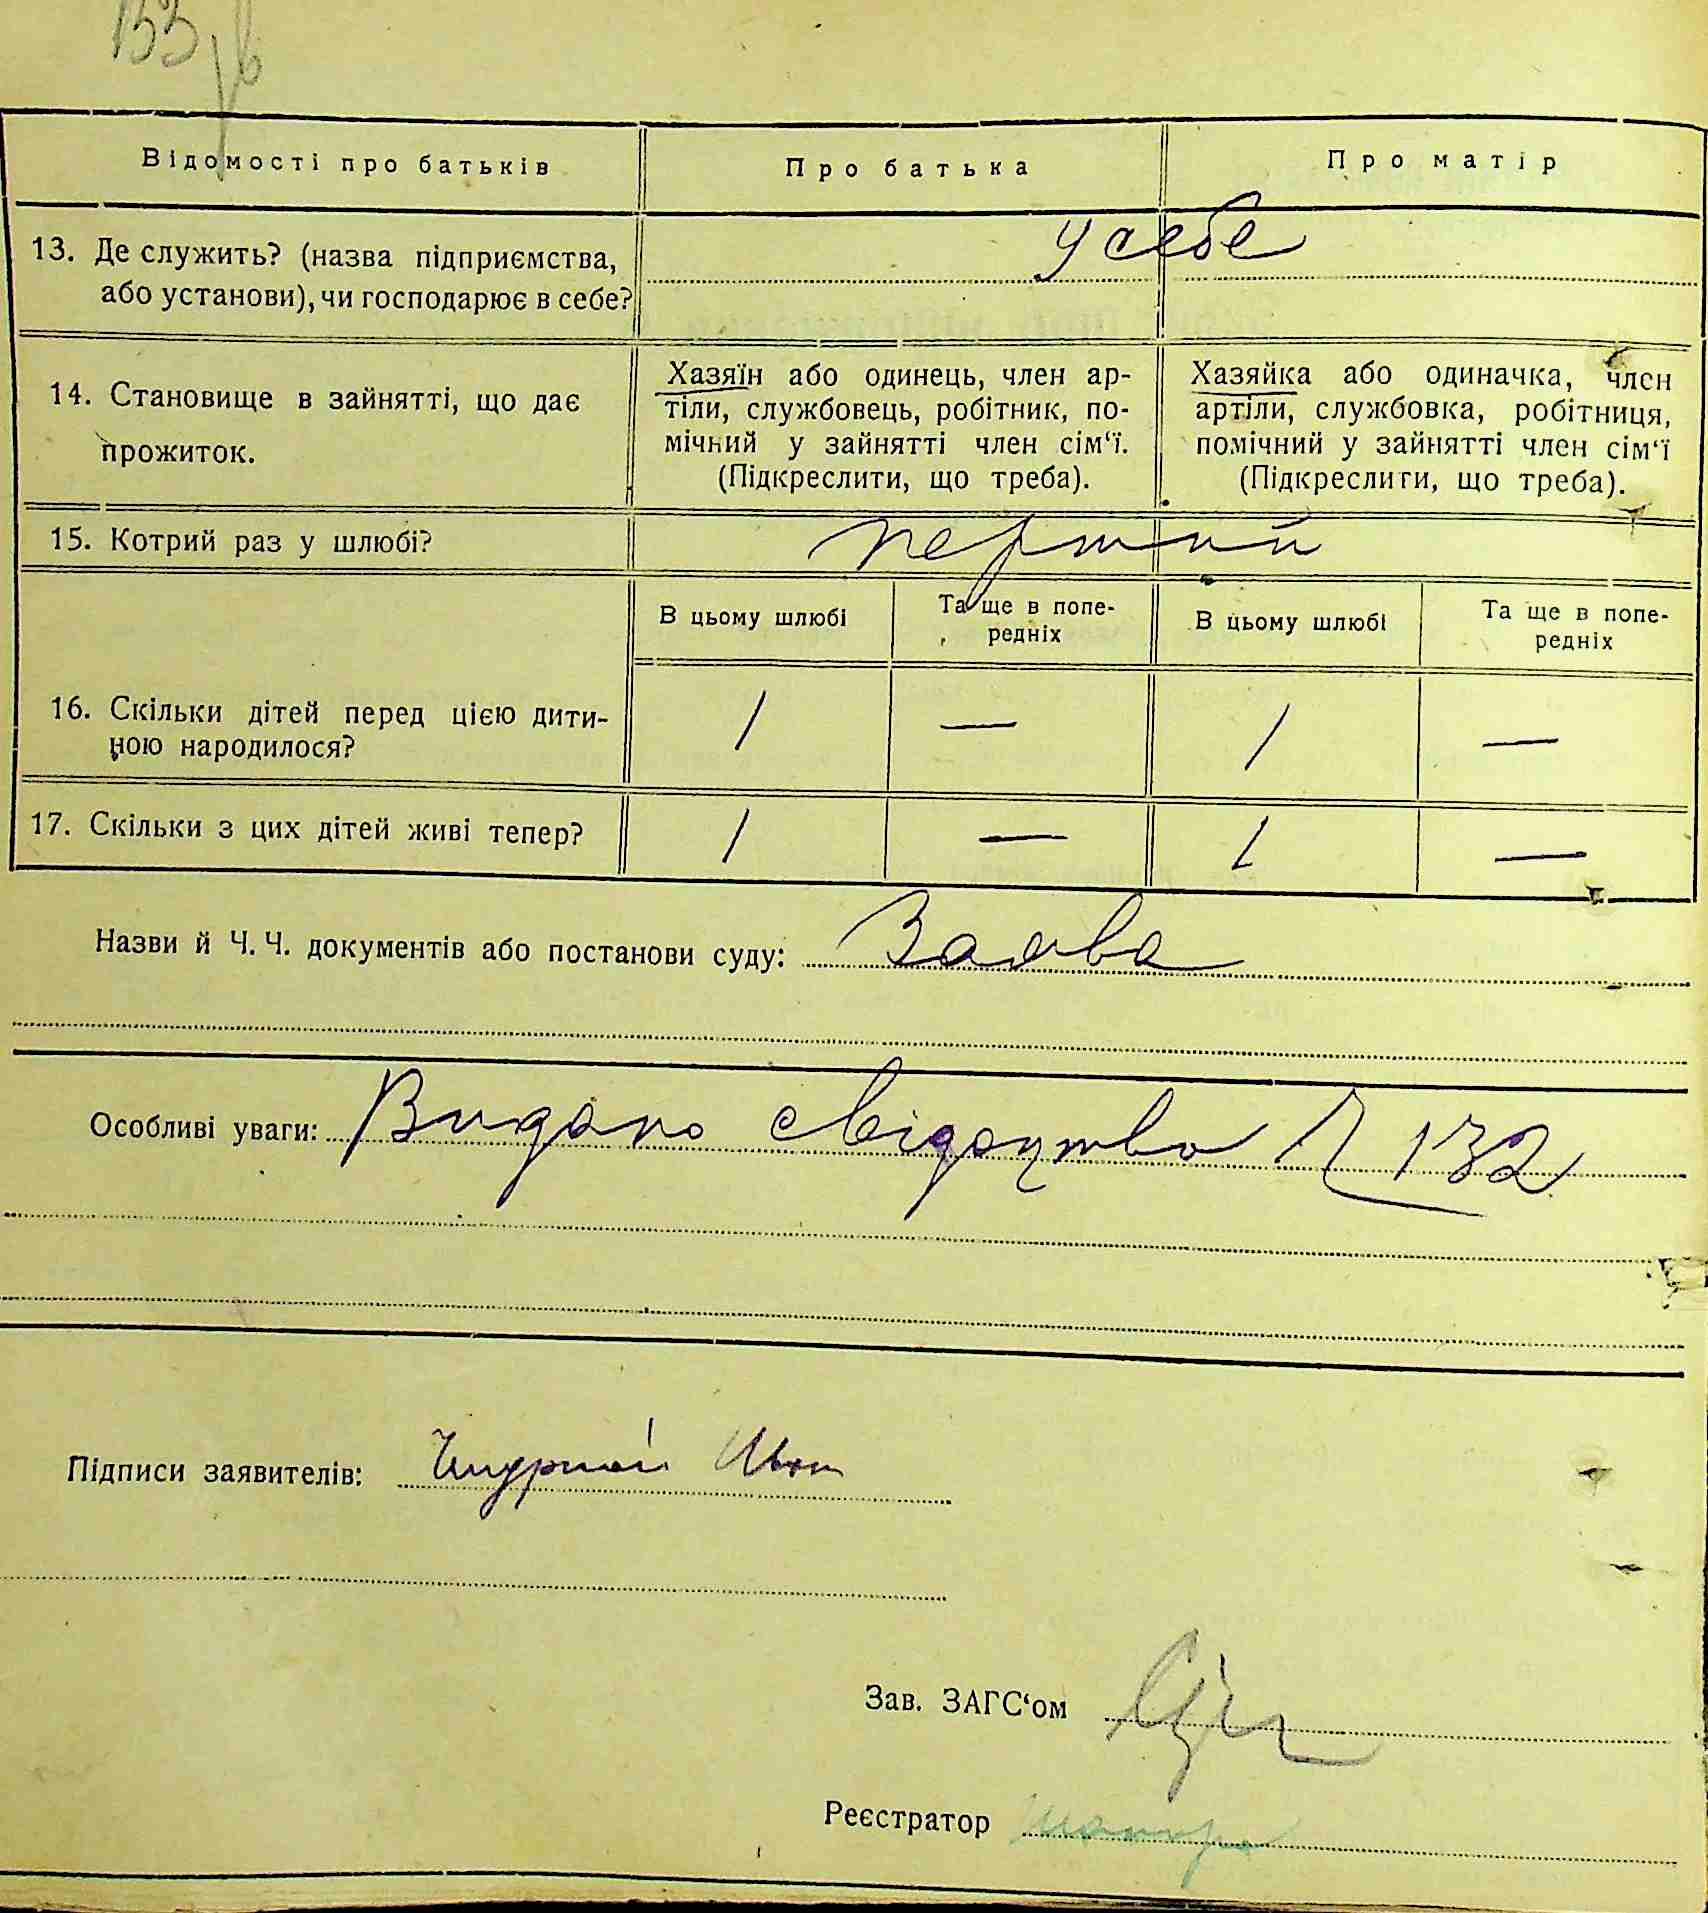 Відомості про батьків
Про батька
Про матір
13. Де служить? (назва підприємства,
або установи), чи господарює в себе?
у себе
14. Становище в зайнятті, що дає
прожиток.
Хазяїн або одинець, член ар-
тіли, службовець, робітник, по-
мічний у зайнятті член сім‘ї.
(Підкреслити, що треба).
Хазяйка або одиначка, член
артіли, службовка, робітниця,
помічний у зайнятті член сім‘ї
(Підкреслити, що треба).
15. Котрий раз у шлюбі?
перший
В цьому шлюбі
Та ще в попе-
редніх
В цьому шлюбі
Та ще в попе-
редніх
16. Скільки дітей перед цією дити-
ною народилося?
1 — 1 —
17. Скільки з цих дітей живі тепер?
1 — 1 —
Назви й Ч. Ч. документів або постанови суду: Заява
Особливі уваги: Видано свідоцтво Ч 132
Підписи заявителів:
Зав. ЗАГС‘ом
Реєстратор